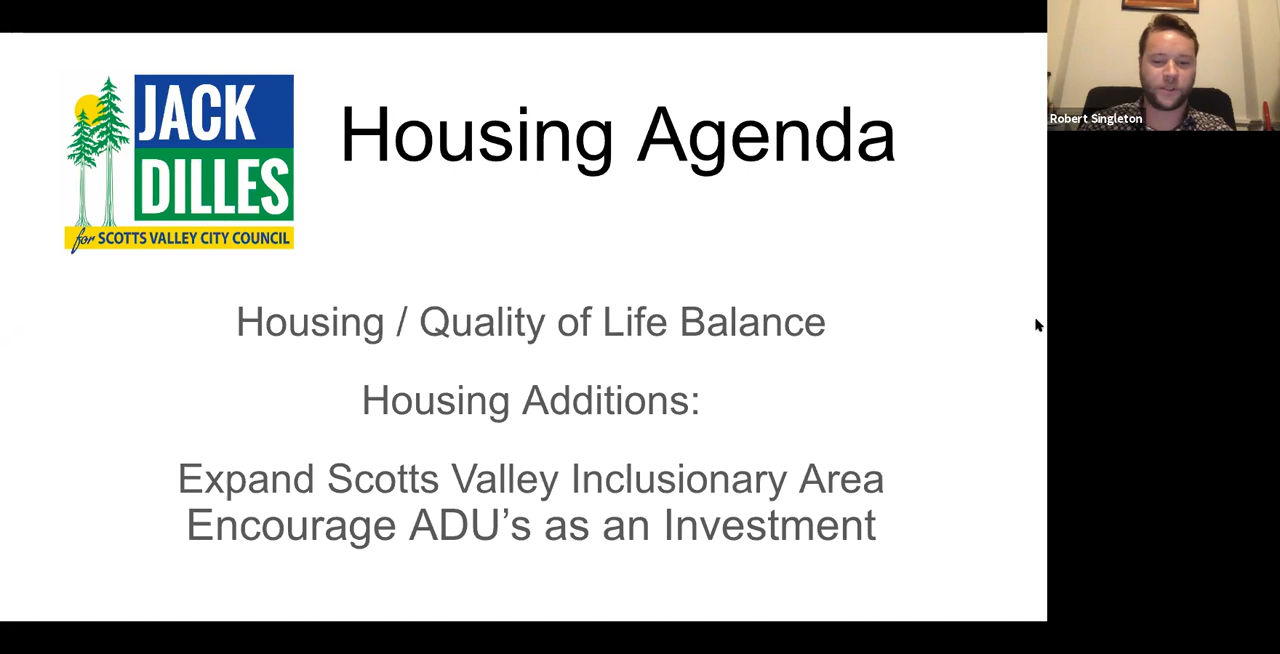 JACK
DILLES
for SCOTTS VALLEY CITY COUNCIL
Housing Agenda
Robert Singleton
Housing / Quality of Life Balance
Housing Additions:
Expand Scotts Valley Inclusionary Area
Encourage ADU’s as an Investment